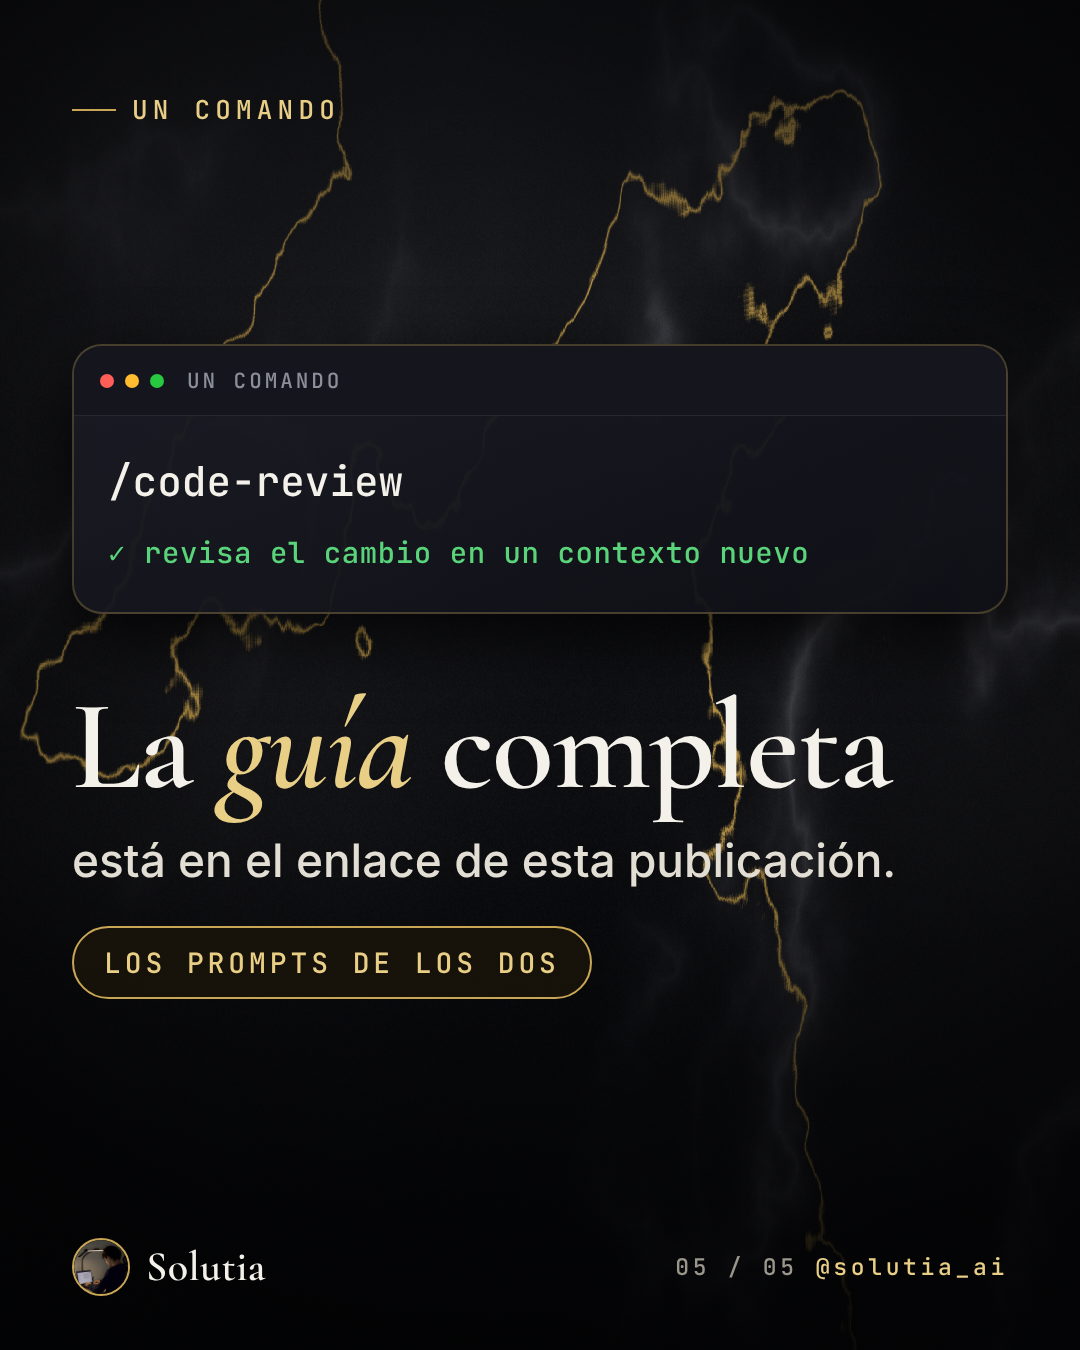 UN COMANDO
UN COMANDO
/code-review
✓ revisa el cambio en un contexto nuevo
La guía completa
está en el enlace de esta publicación.
LOS PROMPTS DE LOS DOS
Solutia
05 / 05 @solutia_ai